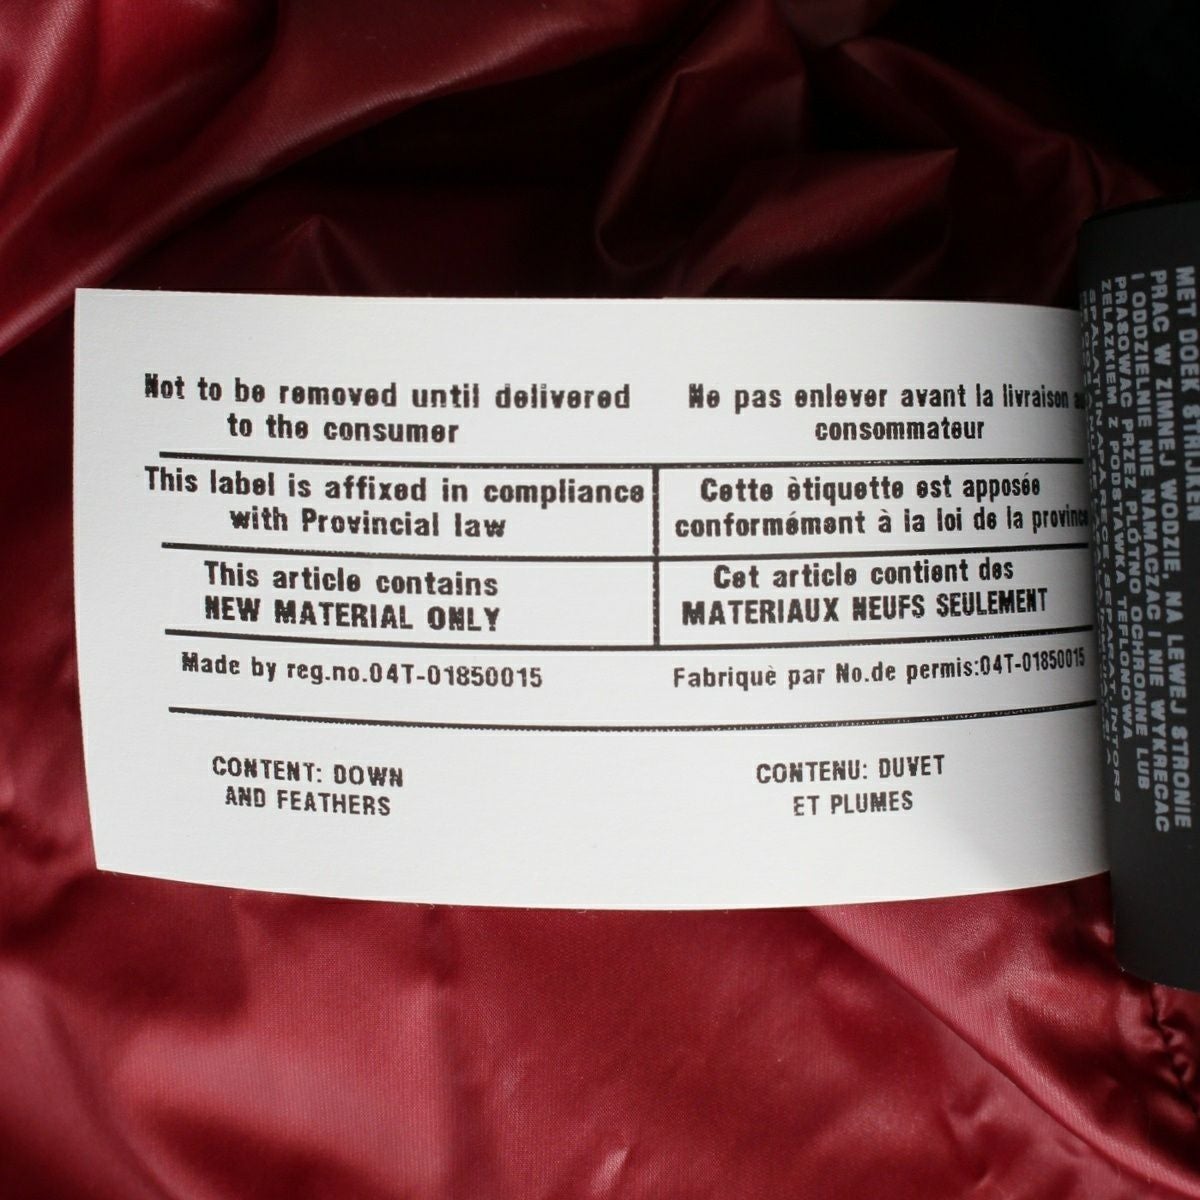 Not to be removed until delivered
to the consumer
Ne pas enlever avant la livraison
consommateur
This label is affixed in compliance
with Provincial law
Cette ètiquette est apposée
conformément à la loi de la province
This article contains
NEW MATERIAL ONLY
Cet article contient des
MATERIAUX NEUFS SEULEMENT
Made by reg.no.04T-01850015
Fabriquè par No.de permis:04T-01850015
CONTENT: DOWN
AND FEATHERS
CONTENU: DUVET
ET PLUMES
MET DOEK STRIJKEN
PRAC W ZIMNEJ WODZIE, NA LEWEJ STRONIE
I ODDZIELNIE NIE NAMACZAC I NIE WYKRECAC
PRASOWAC PRZEZ PLÓTNO OCHRONNE LUB
ZELAZKIEM Z PODSTAWKA TEFLONOWA